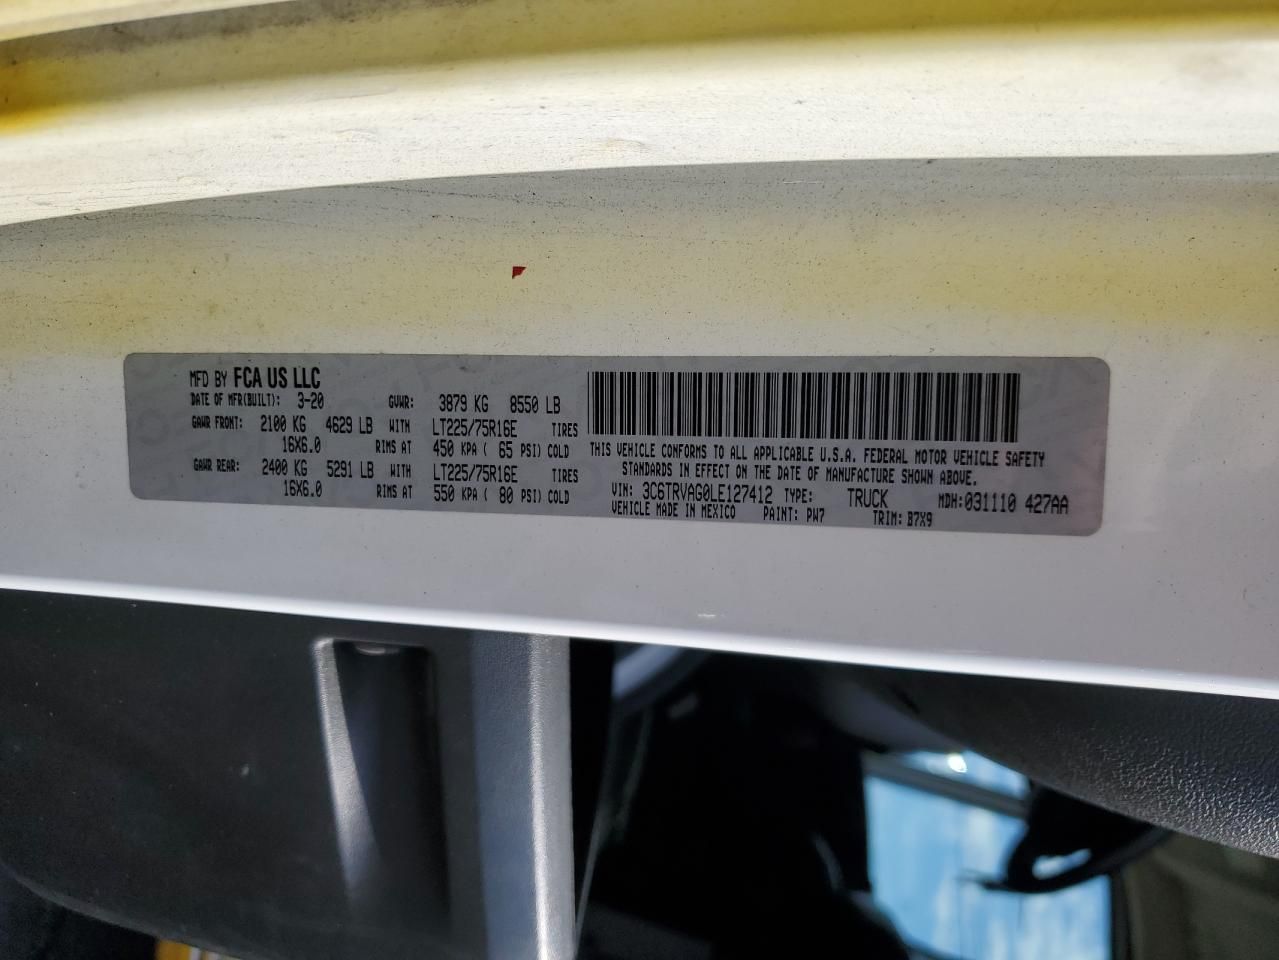 MFD BY FCA US LLC
DATE OF MFR(BUILT): 3-20 GVWR: 3879 KG 8550 LB
GAWR FRONT: 2100 KG 4629 LB WITH LT225/75R16E TIRES
16X6.0 RIMS AT 450 KPA ( 65 PSI) COLD
GAWR REAR: 2400 KG 5291 LB WITH LT225/75R16E TIRES
16X6.0 RIMS AT 550 KPA ( 80 PSI) COLD
THIS VEHICLE CONFORMS TO ALL APPLICABLE U.S.A. FEDERAL MOTOR VEHICLE SAFETY
STANDARDS IN EFFECT ON THE DATE OF MANUFACTURE SHOWN ABOVE.
VIN: 3C6TRVAG0LE127412 TYPE: TRUCK MDH: 031110 427AA
VEHICLE MADE IN MEXICO PAINT: PW7 TRIM: B7X9